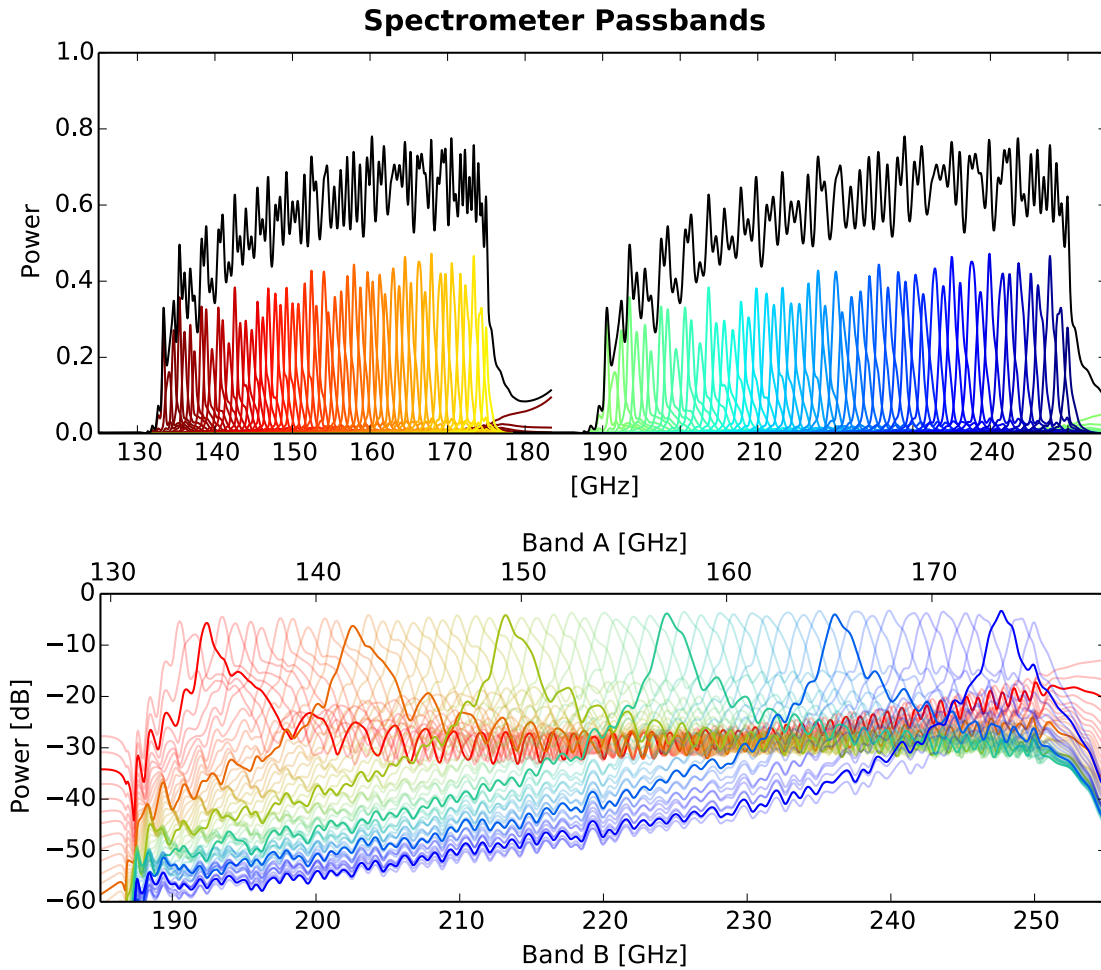 Spectrometer Passbands
Power
1.0
0.8
0.6
0.4
0.2
0.0
130 140 150 160 170 180 190 200 210 220 230 240 250
[GHz]
Band A [GHz]
130 140 150 160 170
Power [dB]
0
−10
−20
−30
−40
−50
−60
190 200 210 220 230 240 250
Band B [GHz]